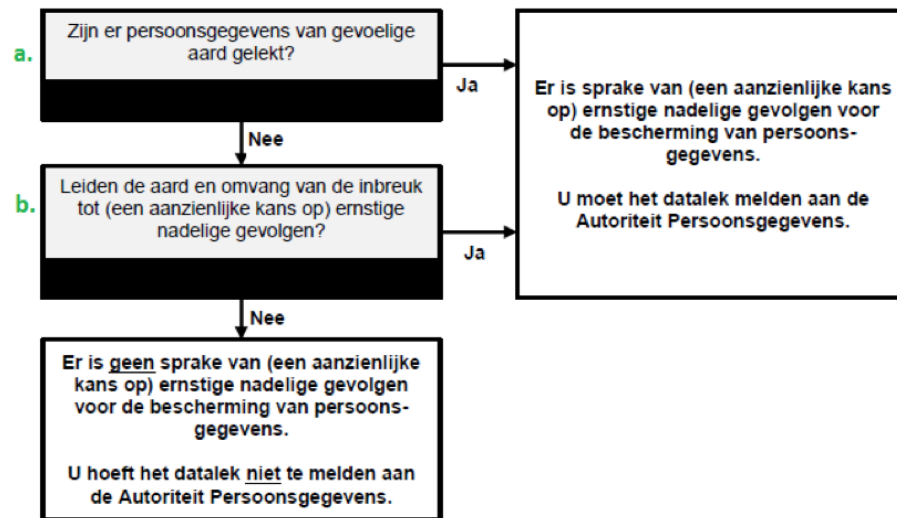 a.
Zijn er persoonsgegevens van gevoelige
aard gelekt?
Ja
Nee
Er is sprake van (een aanzienlijke kans
op) ernstige nadelige gevolgen voor
de bescherming van persoons-
gegevens.
U moet het datalek melden aan de
Autoriteit Persoonsgegevens.
b.
Leiden de aard en omvang van de inbreuk
tot (een aanzienlijke kans op) ernstige
nadelige gevolgen?
Ja
Nee
Er is geen sprake van (een aanzienlijke
kans op) ernstige nadelige gevolgen
voor de bescherming van persoons-
gegevens.
U hoeft het datalek niet te melden aan
de Autoriteit Persoonsgegevens.